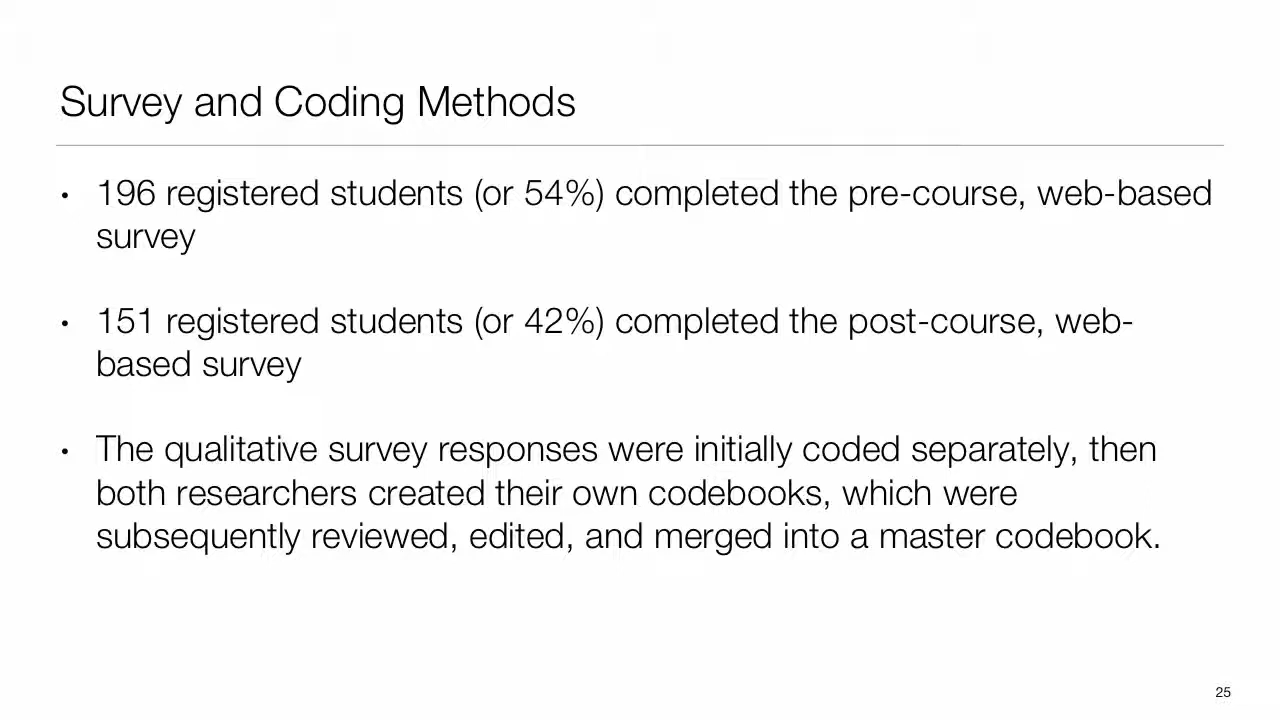 Survey and Coding Methods
• 196 registered students (or 54%) completed the pre-course, web-based
survey
• 151 registered students (or 42%) completed the post-course, web-
based survey
• The qualitative survey responses were initially coded separately, then
both researchers created their own codebooks, which were
subsequently reviewed, edited, and merged into a master codebook.
25